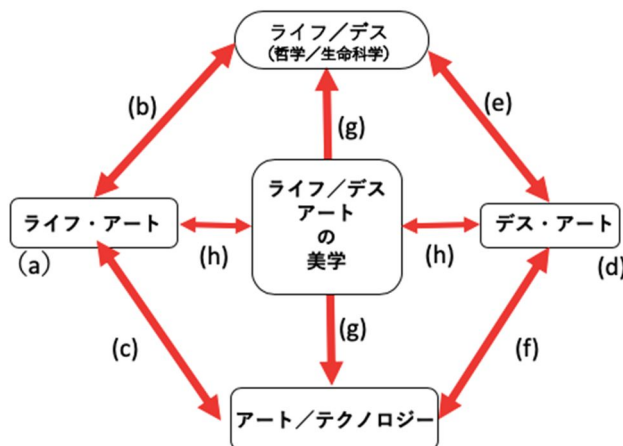 ライフ／デス
(哲学／生命科学)
(b)
(e)
(g)
ライフ／デス
アート
の
美学
ライフ・アート
デス・アート
（a）
(h)
(h)
(d)
(g)
(c)
(f)
アート／テクノロジー